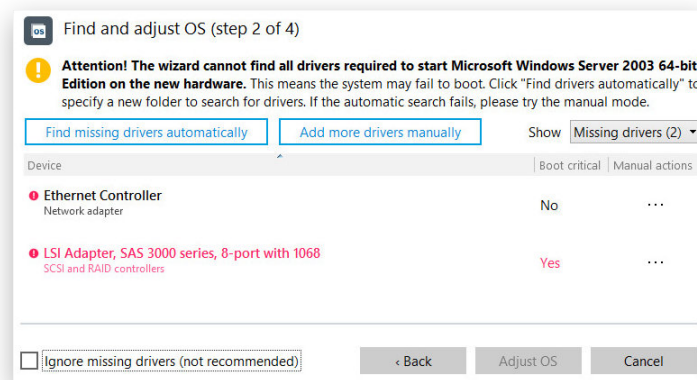 os
Find and adjust OS (step 2 of 4)
Attention! The wizard cannot find all drivers required to start Microsoft Windows Server 2003 64-bit
Edition on the new hardware. This means the system may fail to boot. Click "Find drivers automatically" to
specify a new folder to search for drivers. If the automatic search fails, please try the manual mode.
Find missing drivers automatically Add more drivers manually Show Missing drivers (2)
Device Boot critical Manual actions
Ethernet Controller
Network adapter
No ...
LSI Adapter, SAS 3000 series, 8-port with 1068
SCSI and RAID controllers
Yes ...
Ignore missing drivers (not recommended) ‹ Back Adjust OS Cancel